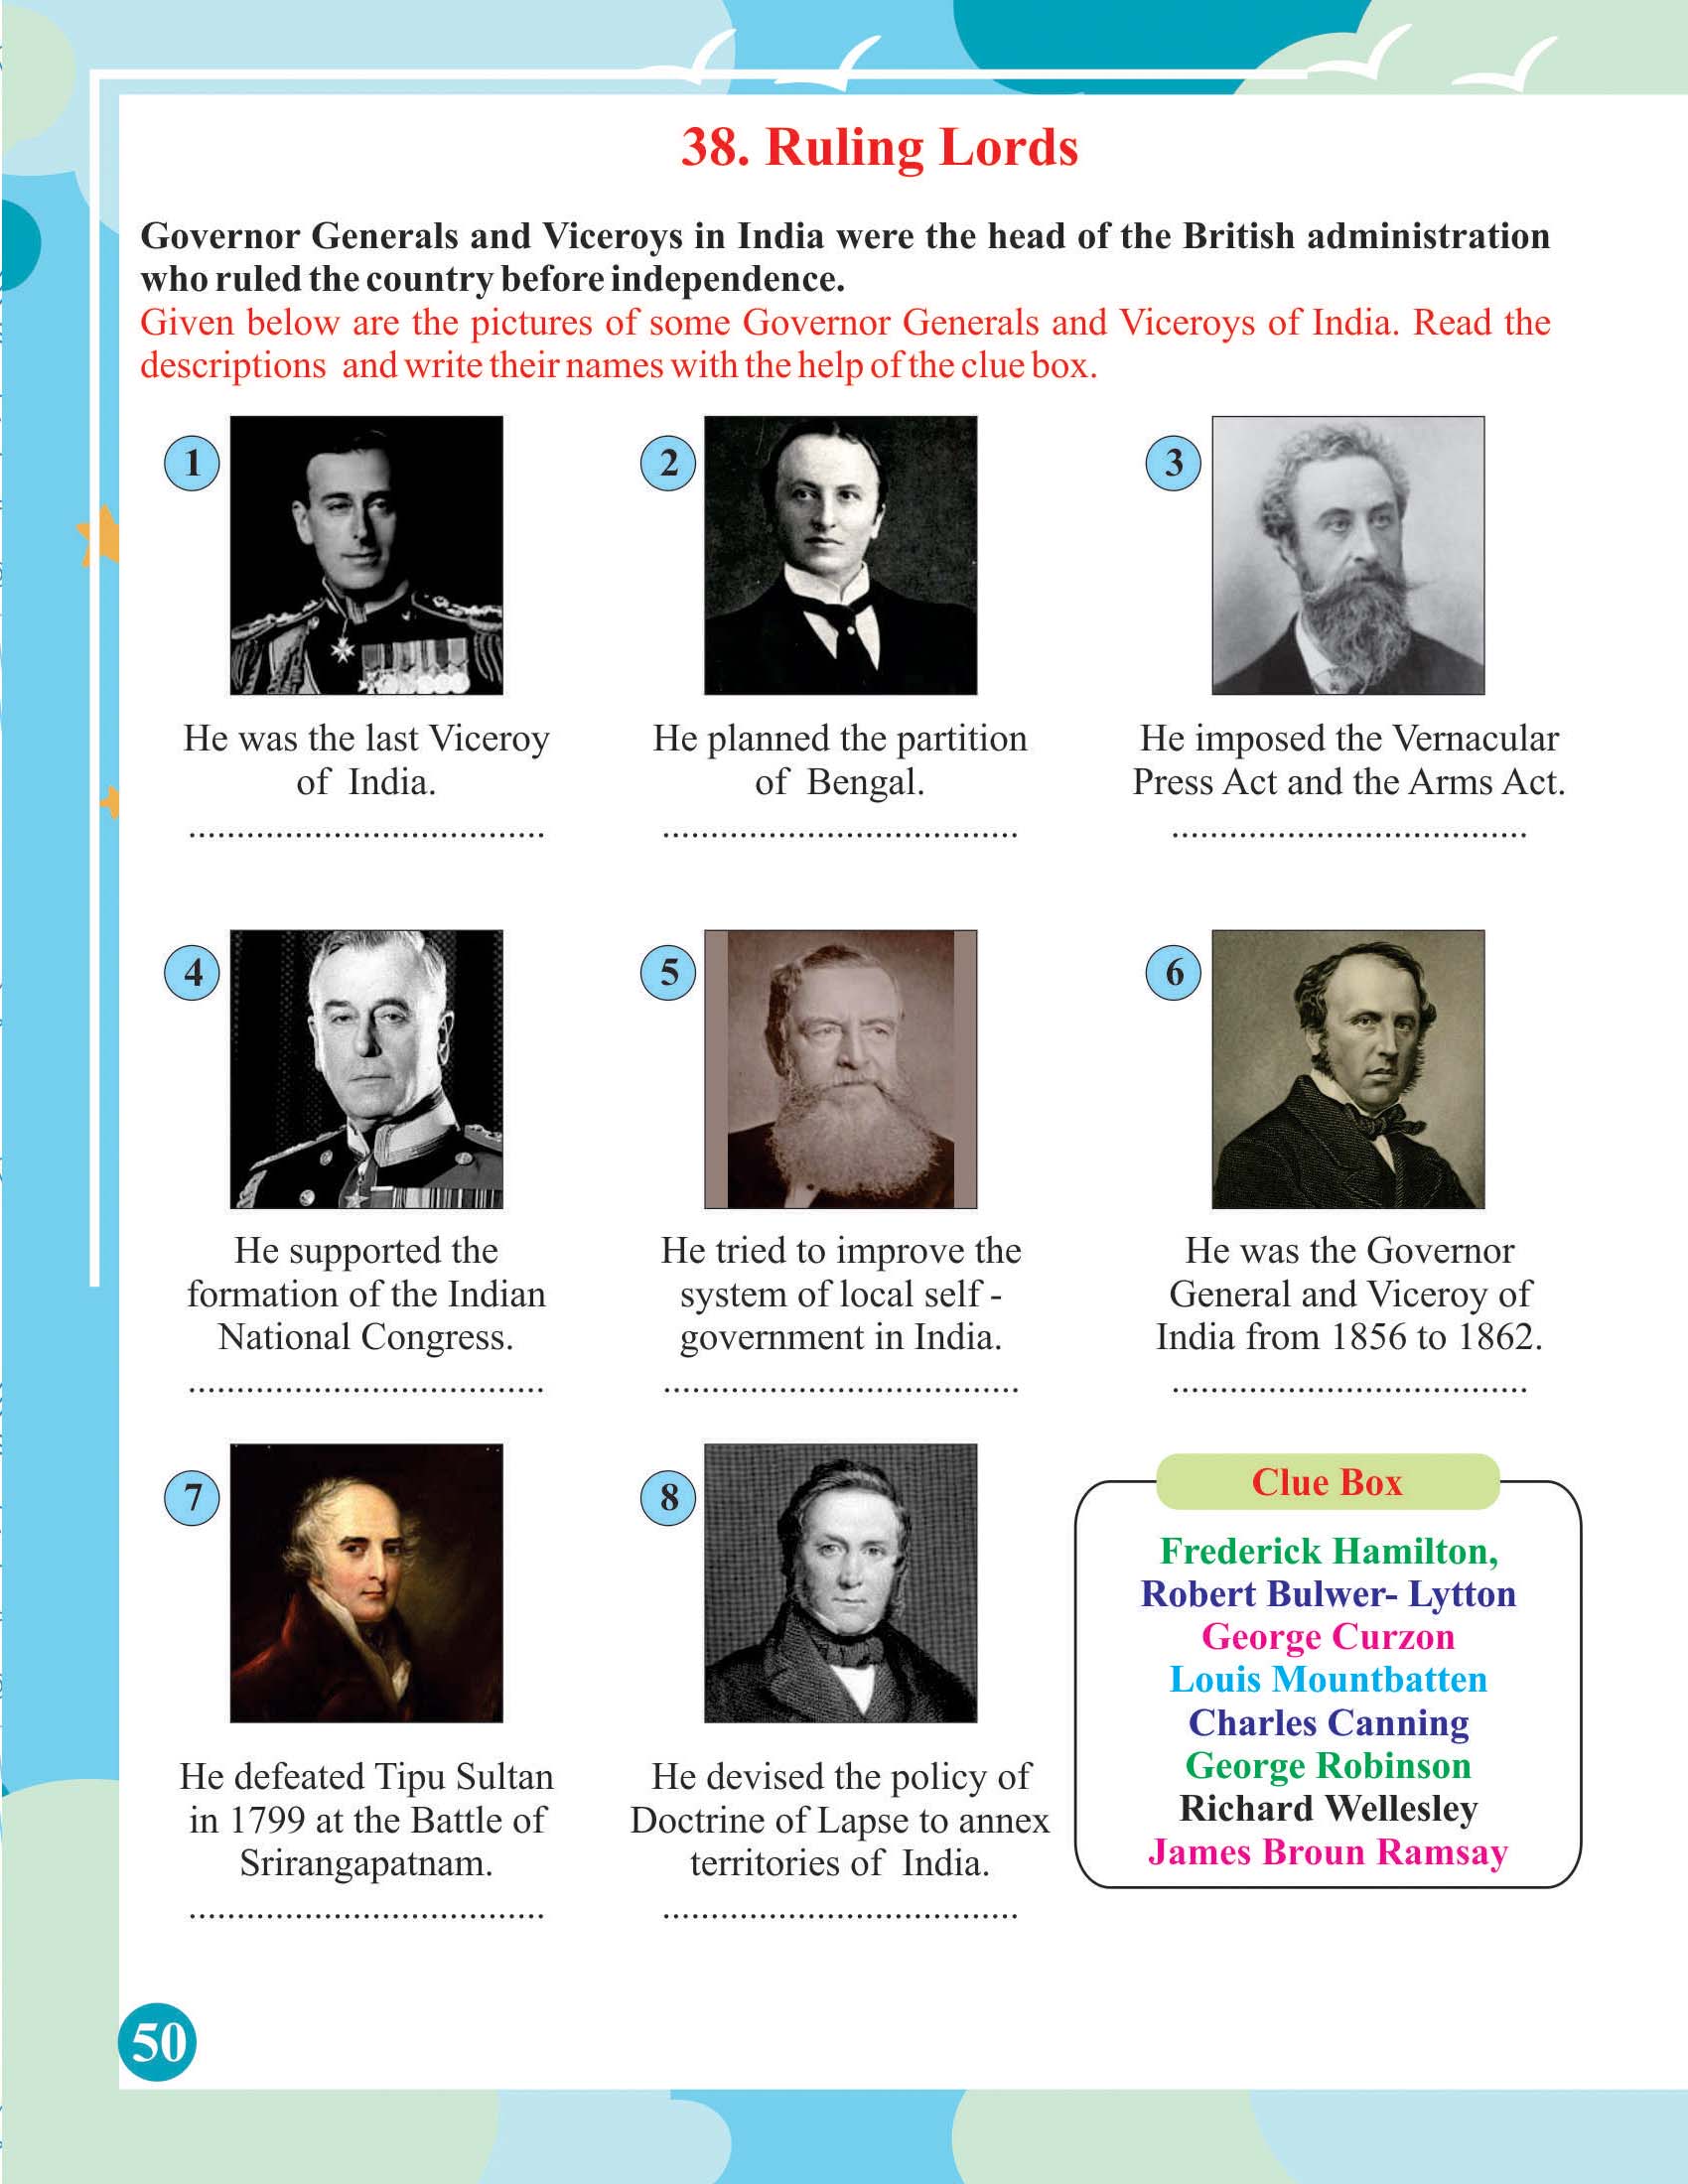 38. Ruling Lords
Governor Generals and Viceroys in India were the head of the British administration
who ruled the country before independence.
Given below are the pictures of some Governor Generals and Viceroys of India. Read the
descriptions and write their names with the help of the clue box.
1
2
3
He was the last Viceroy
of India.
....................................
He planned the partition
of Bengal.
....................................
He imposed the Vernacular
Press Act and the Arms Act.
....................................
4
5
6
He supported the
formation of the Indian
National Congress.
....................................
He tried to improve the
system of local self -
government in India.
....................................
He was the Governor
General and Viceroy of
India from 1856 to 1862.
....................................
7
8
He defeated Tipu Sultan
in 1799 at the Battle of
Srirangapatnam.
....................................
He devised the policy of
Doctrine of Lapse to annex
territories of India.
....................................
Clue Box
Frederick Hamilton,
Robert Bulwer- Lytton
George Curzon
Louis Mountbatten
Charles Canning
George Robinson
Richard Wellesley
James Broun Ramsay
50